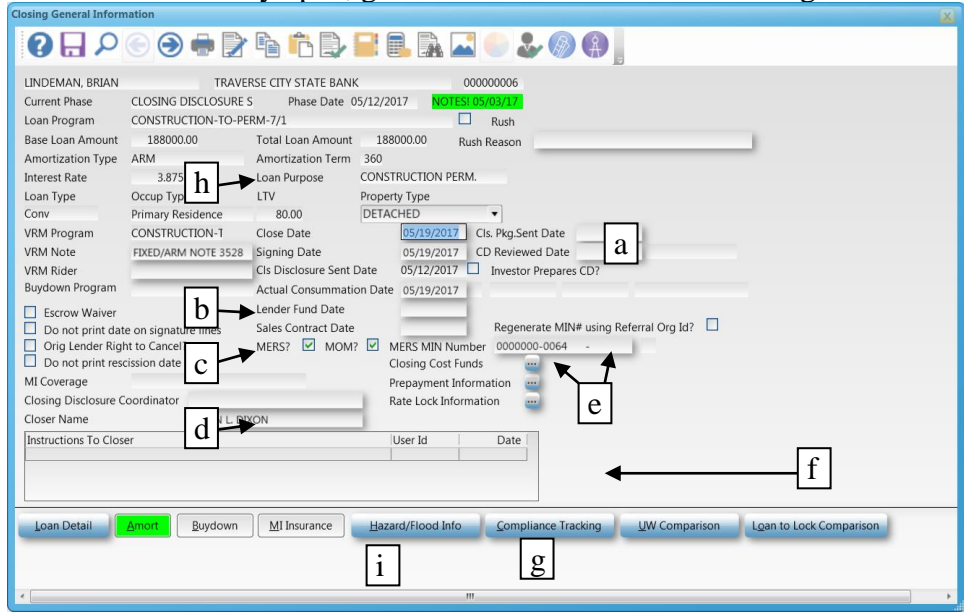 Closing General Information
LINDEMAN, BRIAN TRAVERSE CITY STATE BANK 000000006
Current Phase CLOSING DISCLOSURE S Phase Date 05/12/2017 NOTES! 05/03/17
Loan Program CONSTRUCTION-TO-PERM-7/1 Rush
Base Loan Amount 188000.00 Total Loan Amount 188000.00 Rush Reason
Amortization Type ARM Amortization Term 360
Interest Rate 3.875 h Loan Purpose CONSTRUCTION PERM.
Loan Type Occup Typ LTV Property Type
Conv Primary Residence 80.00 DETACHED
VRM Program CONSTRUCTION-T Close Date 05/19/2017 Cls. Pkg.Sent Date a
VRM Note FIXED/ARM NOTE 3528 Signing Date 05/19/2017 CD Reviewed Date
VRM Rider Cls Disclosure Sent Date 05/12/2017 Investor Prepares CD?
Buydown Program Actual Consummation Date 05/19/2017
Escrow Waiver b Lender Fund Date
Do not print date on signature lines Sales Contract Date Regenerate MIN# using Referral Org Id?
Orig Lender Right to Cancel c MERS? MOM? MERS MIN Number 0000000-0064 -
Do not print rescission date Closing Cost Funds
MI Coverage Prepayment Information e
Closing Disclosure Coordinator Rate Lock Information
Closer Name d L. DIXON
Instructions To Closer User Id Date
f
Loan Detail Amort Buydown MI Insurance Hazard/Flood Info Compliance Tracking UW Comparison Loan to Lock Comparison
i g